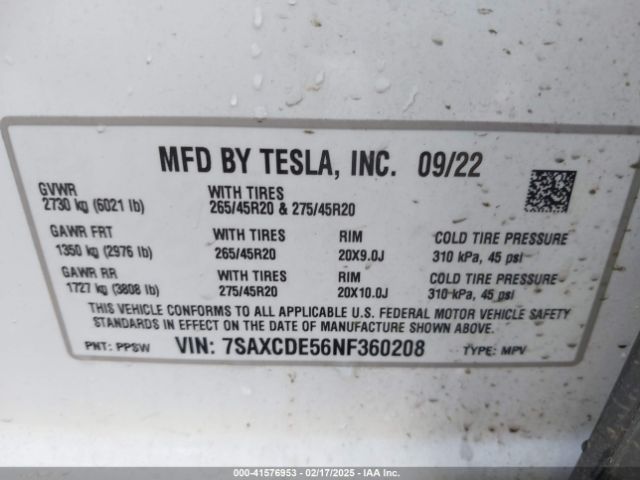 MFD BY TESLA, INC. 09/22
GVWR
2730 kg (6021 lb)
WITH TIRES
265/45R20 & 275/45R20
GAWR FRT
1350 kg (2976 lb)
WITH TIRES
265/45R20
RIM
20X9.0J
COLD TIRE PRESSURE
310 kPa, 45 psi
GAWR RR
1727 kg (3808 lb)
WITH TIRES
275/45R20
RIM
20X10.0J
COLD TIRE PRESSURE
310 kPa, 45 psi
THIS VEHICLE CONFORMS TO ALL APPLICABLE U.S. FEDERAL MOTOR VEHICLE SAFETY
STANDARDS IN EFFECT ON THE DATE OF MANUFACTURE SHOWN ABOVE.
PNT: PPSW VIN: 7SAXCDE56NF360208 TYPE: MPV
000-41576953 - 02/17/2025 - IAA Inc.